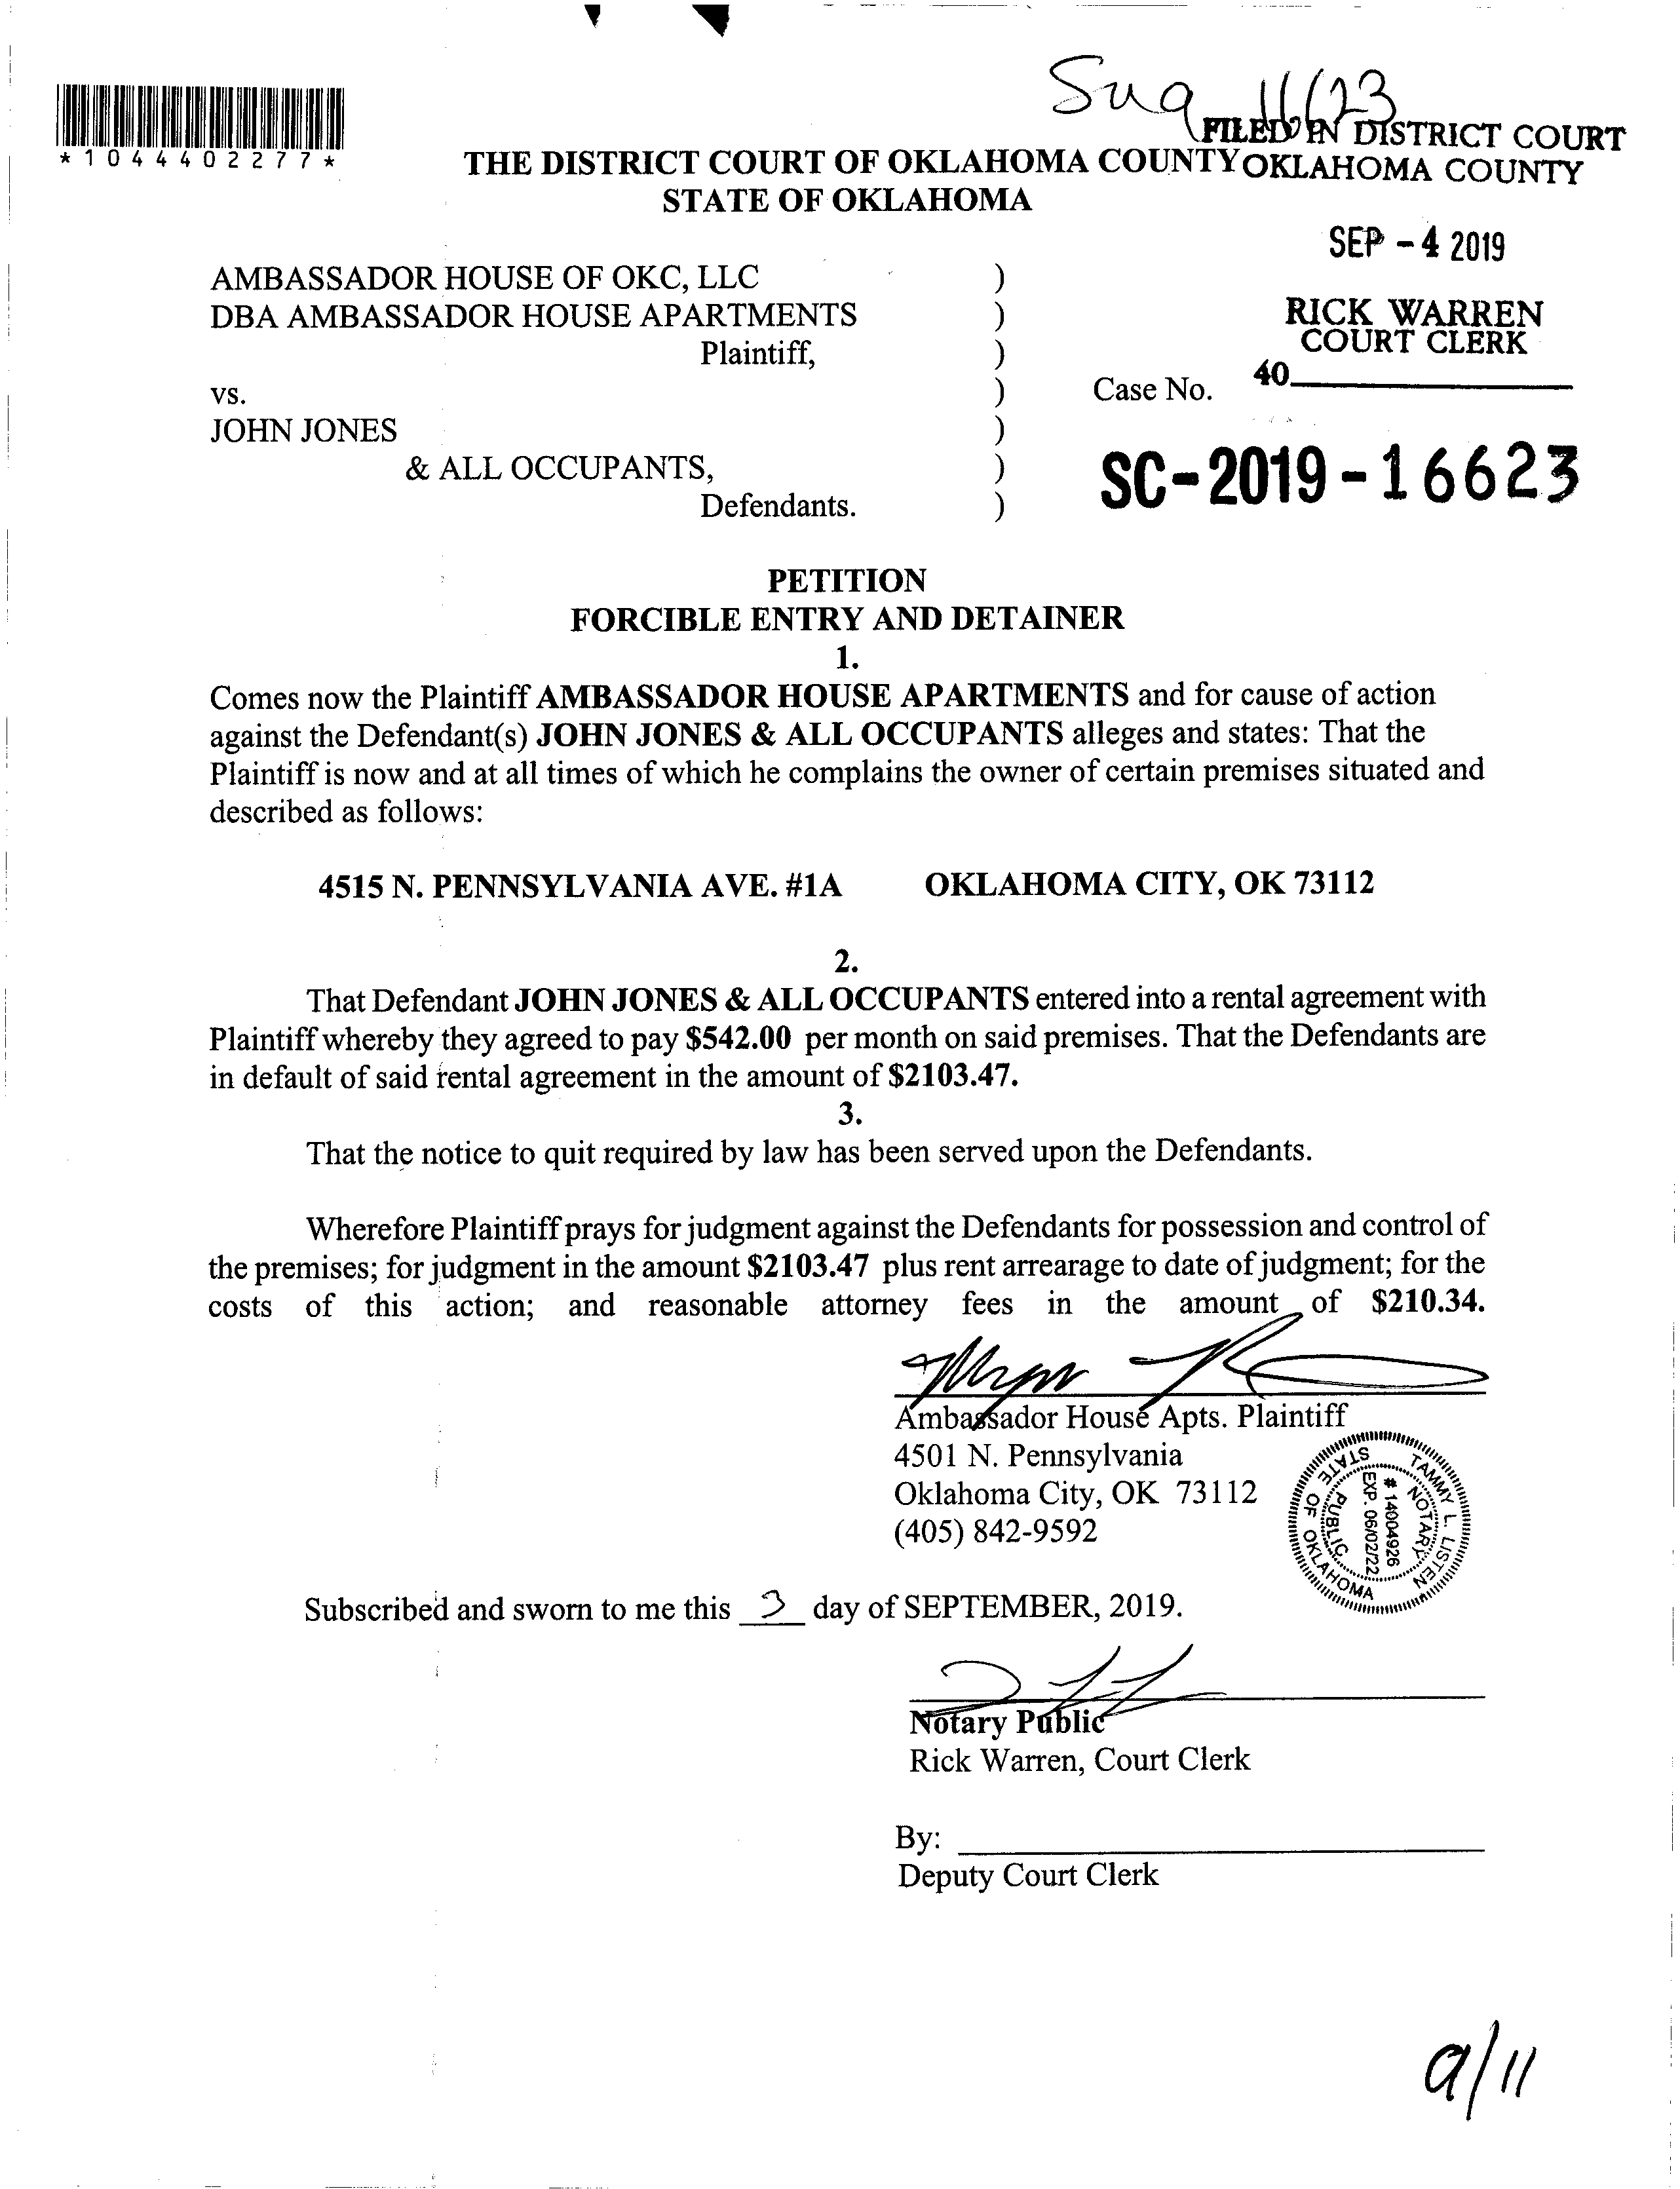 Sug 11/23
*1044402277*
FILED IN DISTRICT COURT
OKLAHOMA COUNTY
THE DISTRICT COURT OF OKLAHOMA COUNTY
STATE OF OKLAHOMA
SEP - 4 2019
RICK WARREN
COURT CLERK
40
AMBASSADOR HOUSE OF OKC, LLC )
DBA AMBASSADOR HOUSE APARTMENTS )
Plaintiff, )
vs. ) Case No.
JOHN JONES )
& ALL OCCUPANTS, ) SC-2019-16623
Defendants. )
PETITION
FORCIBLE ENTRY AND DETAINER
1.
Comes now the Plaintiff AMBASSADOR HOUSE APARTMENTS and for cause of action
against the Defendant(s) JOHN JONES & ALL OCCUPANTS alleges and states: That the
Plaintiff is now and at all times of which he complains the owner of certain premises situated and
described as follows:
4515 N. PENNSYLVANIA AVE. #1A OKLAHOMA CITY, OK 73112
2.
That Defendant JOHN JONES & ALL OCCUPANTS entered into a rental agreement with
Plaintiff whereby they agreed to pay $542.00 per month on said premises. That the Defendants are
in default of said rental agreement in the amount of $2103.47.
3.
That the notice to quit required by law has been served upon the Defendants.
Wherefore Plaintiff prays for judgment against the Defendants for possession and control of
the premises; for judgment in the amount $2103.47 plus rent arrearage to date of judgment; for the
costs of this action; and reasonable attorney fees in the amount of $210.34.
Ambassador House Apts. Plaintiff
4501 N. Pennsylvania
Oklahoma City, OK 73112
(405) 842-9592
TAMMY L. LISTEN
NOTARY
# 14004926
EXP. 06/02/22
PUBLIC
STATE OF OKLAHOMA
Subscribed and sworn to me this 3 day of SEPTEMBER, 2019.
Notary Public
Rick Warren, Court Clerk
By:
Deputy Court Clerk
9/11